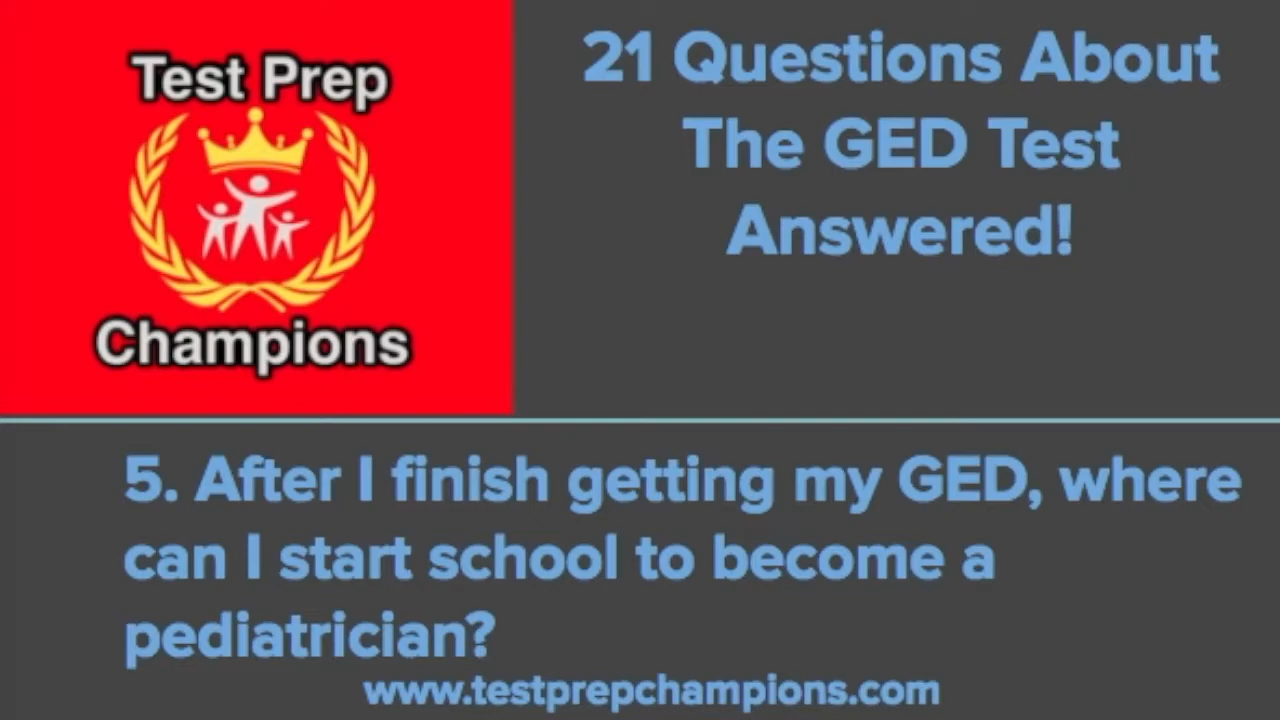 Test Prep
Champions
21 Questions About
The GED Test
Answered!
5. After I finish getting my GED, where
can I start school to become a
pediatrician?
www.testprepchampions.com